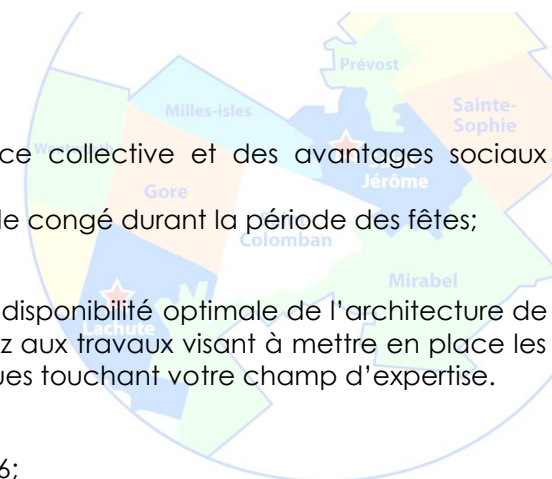 Prévost
Milles-isles
Sainte-
Sophie
ce collective et des avantages sociaux
Jérôme
Gore
le congé durant la période des fêtes;
Colomban
Mirabel
disponibilité optimale de l'architecture de
Lachute
z aux travaux visant à mettre en place les
ues touchant votre champ d'expertise.
6;